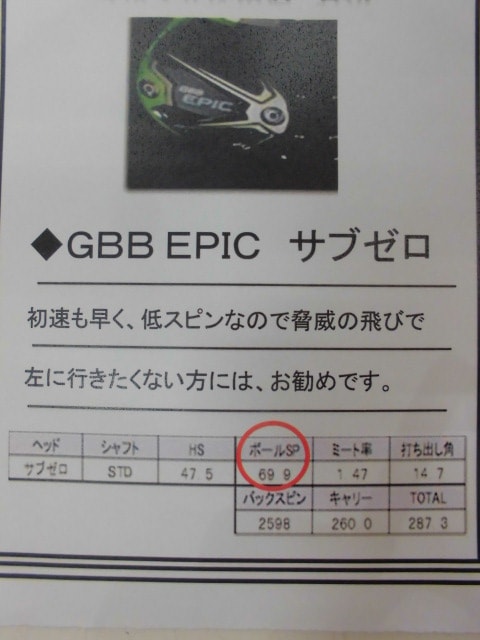 GBB
EPIC
◆GBB EPIC サブゼロ
初速も早く、低スピンなので脅威の飛びで
左に行きたくない方には、お勧めです。
ヘッド シャフト HS ボールSP ミート率 打ち出し角
サブゼロ STD 47 5 69 9 1 47 14 7
バックスピン キャリー TOTAL
2598 260 0 287 3